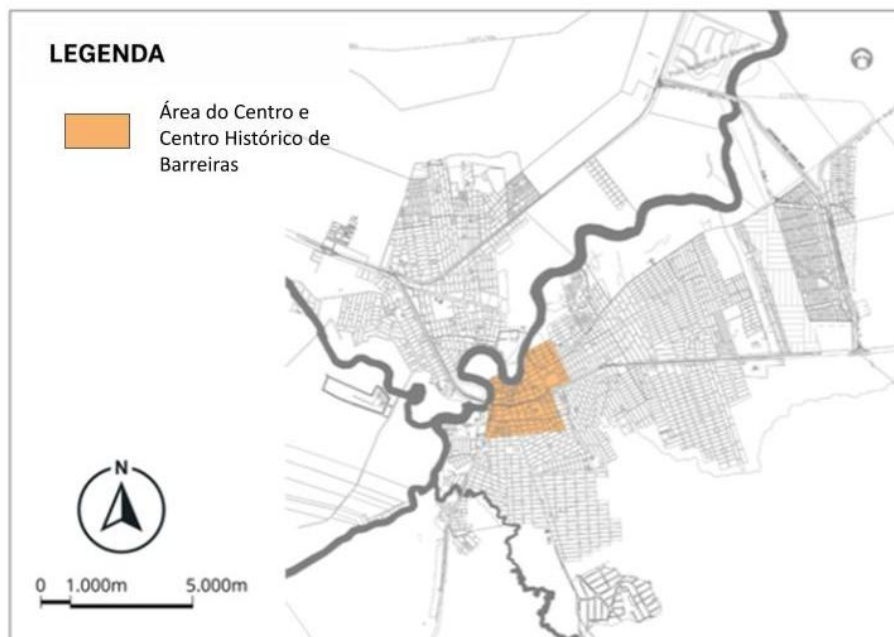 LEGENDA
Área do Centro e
Centro Histórico de
Barreiras
N
0 1.000m 5.000m